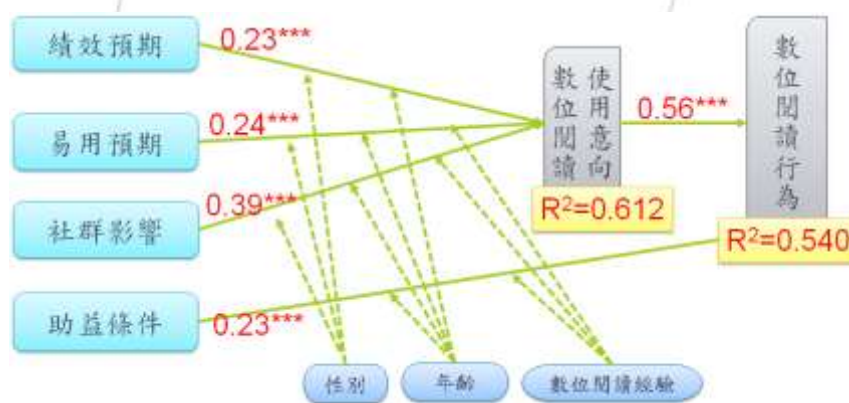 績效預期
0.23***
易用預期
0.24***
社群影響
0.39***
助益條件
0.23***
數位閱讀
使用意向
R²=0.612
0.56***
數位閱讀行為
R²=0.540
性別
年齡
數位閱讀經驗